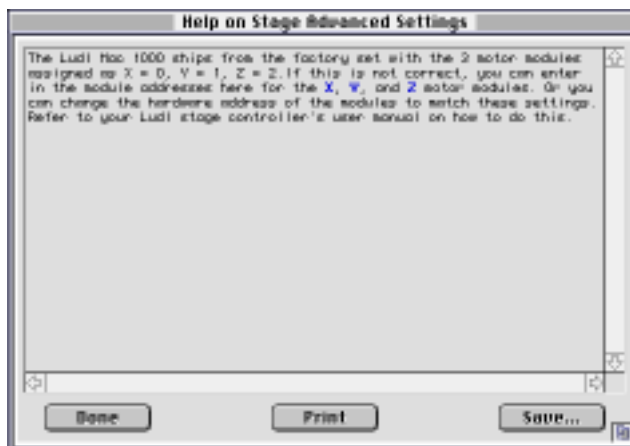 Help on Stage Advanced Settings
The Ludl Mac 1000 ships from the factory set with the 3 motor modules
assigned as X = 0, Y = 1, Z = 2.If this is not correct, you can enter
in the module addresses here for the X, Y, and Z motor modules. Or you
can change the hardware address of the modules to match these settings.
Refer to your Ludl stage controller's user manual on how to do this.
Done
Print
Save...